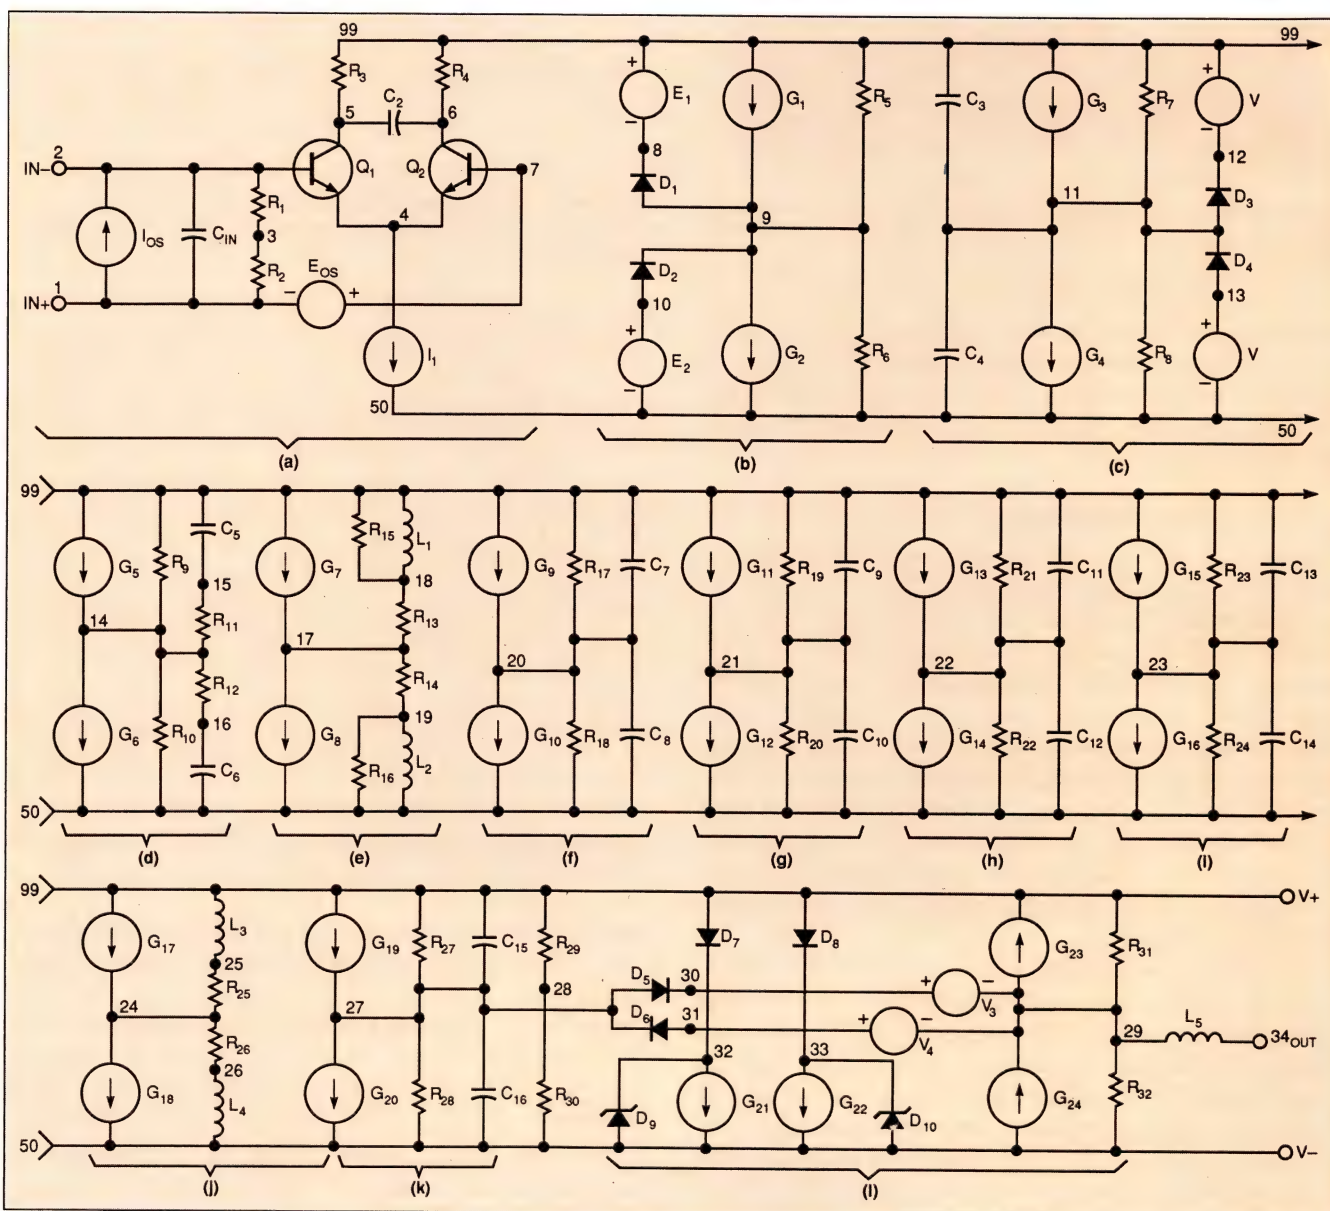 99 99
R3 R4 E1 G1 R5 C3 G3 R7 V
C2
5 6
8 12
IN− 2 Q1 Q2 7 D1 D3
R1 9 11
IOS CIN 3 4 D2 D4
R2 EOS 10 13
IN+ 1
I1 E2 G2 R6 C4 G4 R8 V
50 50
(a) (b) (c)
99
C5 R15 L1
G5 R9 G7 G9 R17 C7 G11 R19 C9 G13 R21 C11 G15 R23 C13
15 18
14 R11 17 R13
R12 R14 20 21 22 23
16 19
G6 R10 C6 G8 R16 L2 G10 R18 C8 G12 R20 C10 G14 R22 C12 G16 R24 C14
50
(d) (e) (f) (g) (h) (i)
99 V+
G17 L3 G19 R27 C15 R29 D7 D8 G23 R31
25 D5 30
R25 28 V3
24 27 D6 31 V4 29 L5 34OUT
R26 32 33
26
G18 L4 G20 R28 C16 R30 D9 G21 G22 D10 G24 R32
50 V−
(j) (k) (l)
+ − + − + − + − + − + − + −